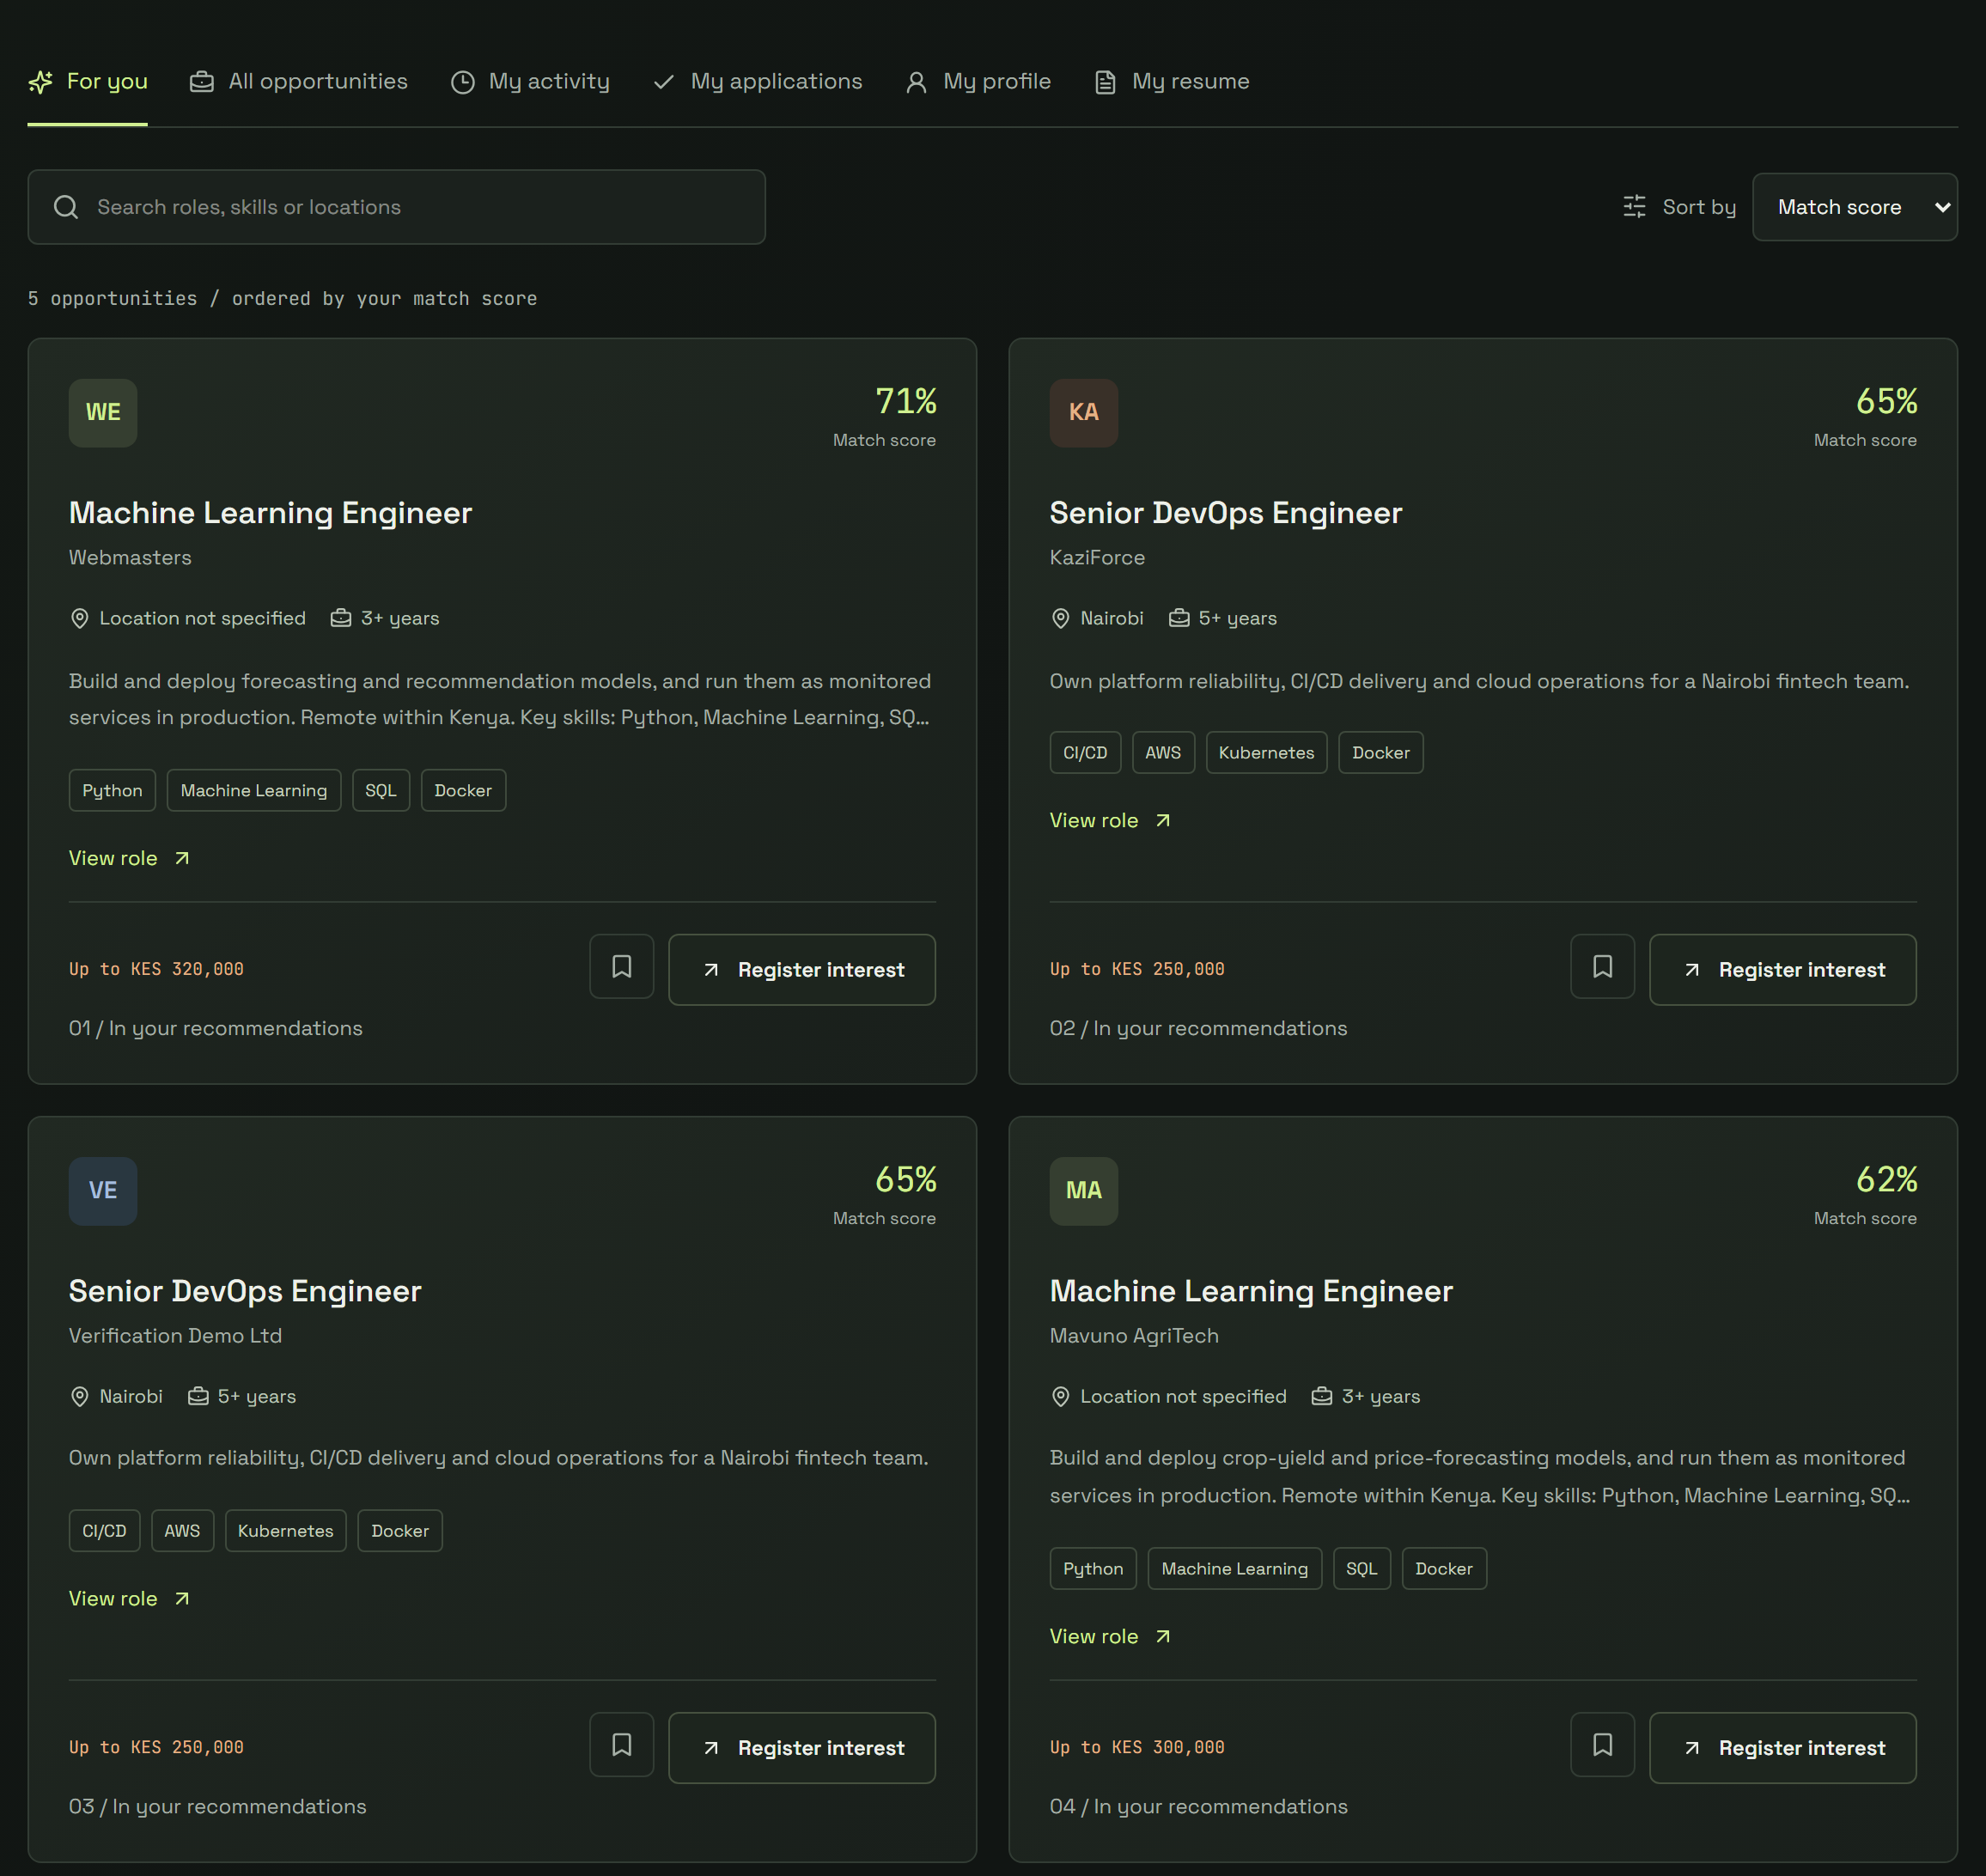 For you All opportunities My activity My applications My profile My resume
Search roles, skills or locations
Sort by Match score
5 opportunities / ordered by your match score
WE
71%
Match score
Machine Learning Engineer
Webmasters
Location not specified 3+ years
Build and deploy forecasting and recommendation models, and run them as monitored
services in production. Remote within Kenya. Key skills: Python, Machine Learning, SQ...
Python Machine Learning SQL Docker
View role
Up to KES 320,000
Register interest
01 / In your recommendations
KA
65%
Match score
Senior DevOps Engineer
KaziForce
Nairobi 5+ years
Own platform reliability, CI/CD delivery and cloud operations for a Nairobi fintech team.
CI/CD AWS Kubernetes Docker
View role
Up to KES 250,000
Register interest
02 / In your recommendations
VE
65%
Match score
Senior DevOps Engineer
Verification Demo Ltd
Nairobi 5+ years
Own platform reliability, CI/CD delivery and cloud operations for a Nairobi fintech team.
CI/CD AWS Kubernetes Docker
View role
Up to KES 250,000
Register interest
03 / In your recommendations
MA
62%
Match score
Machine Learning Engineer
Mavuno AgriTech
Location not specified 3+ years
Build and deploy crop-yield and price-forecasting models, and run them as monitored
services in production. Remote within Kenya. Key skills: Python, Machine Learning, SQ...
Python Machine Learning SQL Docker
View role
Up to KES 300,000
Register interest
04 / In your recommendations